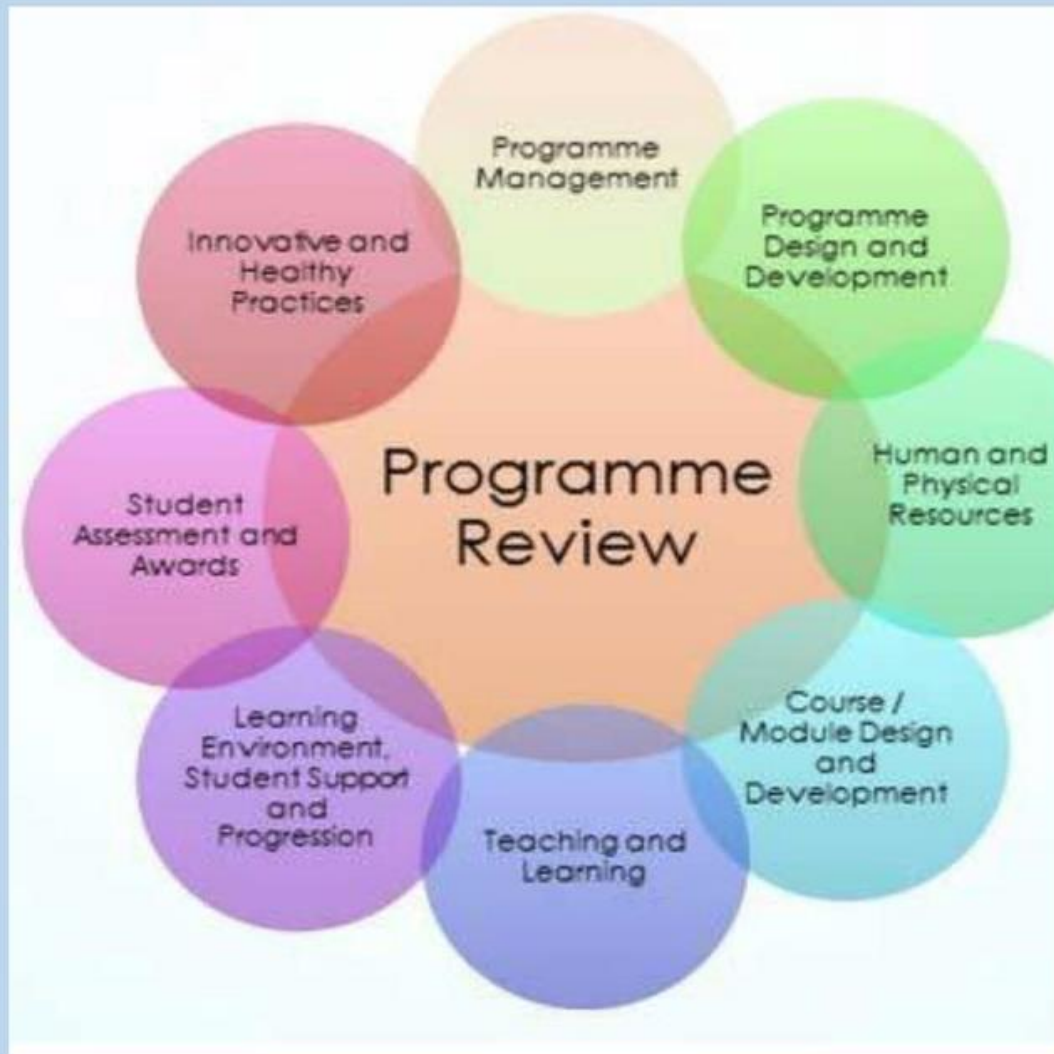 Programme
Management
Programme
Design and
Development
Human and
Physical
Resources
Course /
Module Design
and
Development
Teaching and
Learning
Learning
Environment,
Student Support
and
Progression
Student
Assessment and
Awards
Innovative and
Healthy
Practices
Programme
Review